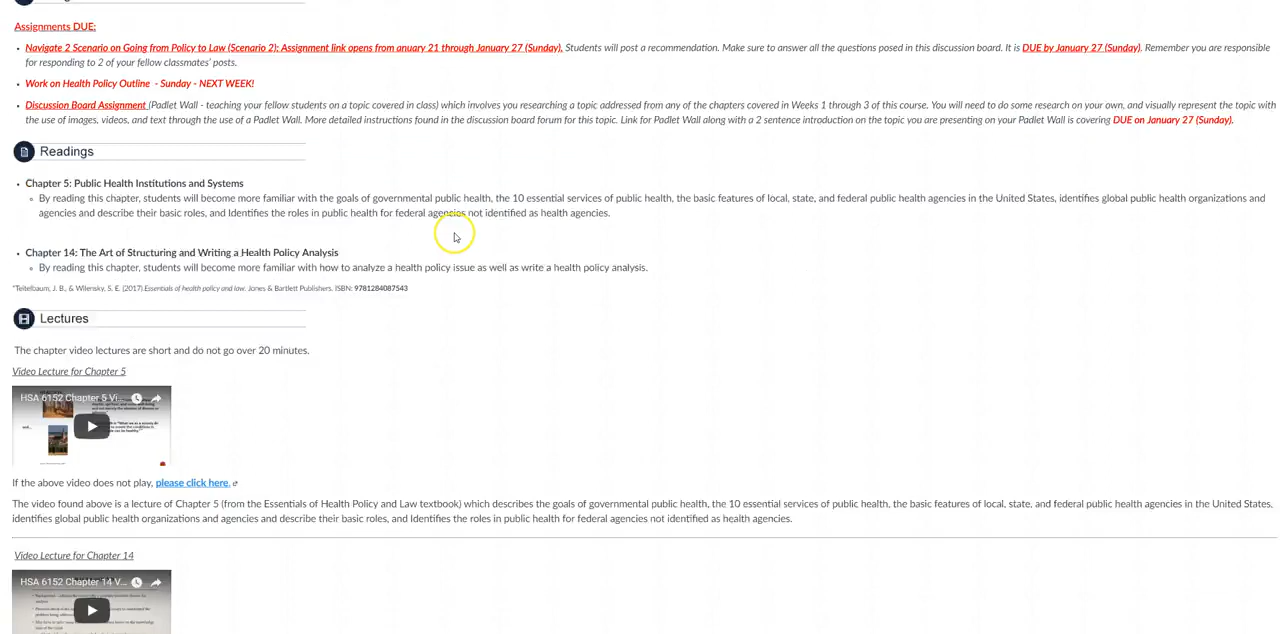 Assignments DUE:
• Navigate 2 Scenario on Going from Policy to Law (Scenario 2): Assignment link opens from anuary 21 through January 27 (Sunday). Students will post a recommendation. Make sure to answer all the questions posed in this discussion board. It is DUE by January 27 (Sunday). Remember you are responsible
for responding to 2 of your fellow classmates' posts.
• Work on Health Policy Outline - Sunday - NEXT WEEK!
• Discussion Board Assignment (Padlet Wall - teaching your fellow students on a topic covered in class) which involves you researching a topic addressed from any of the chapters covered in Weeks 1 through 3 of this course. You will need to do some research on your own, and visually represent the topic with
the use of images, videos, and text through the use of a Padlet Wall. More detailed instructions found in the discussion board forum for this topic. Link for Padlet Wall along with a 2 sentence introduction on the topic you are presenting on your Padlet Wall is covering DUE on January 27 (Sunday).
Readings
• Chapter 5: Public Health Institutions and Systems
By reading this chapter, students will become more familiar with the goals of governmental public health, the 10 essential services of public health, the basic features of local, state, and federal public health agencies in the United States, identifies global public health organizations and
agencies and describe their basic roles, and Identifies the roles in public health for federal agencies not identified as health agencies.
• Chapter 14: The Art of Structuring and Writing a Health Policy Analysis
By reading this chapter, students will become more familiar with how to analyze a health policy issue as well as write a health policy analysis.
*Teitelbaum, J. B., & Wilensky, S. E. (2017) Essentials of health policy and law. Jones & Bartlett Publishers. ISBN: 9781284087543
Lectures
The chapter video lectures are short and do not go over 20 minutes.
Video Lecture for Chapter 5
HSA 6152 Chapter 5 Vi...
If the above video does not play, please click here.
The video found above is a lecture of Chapter 5 (from the Essentials of Health Policy and Law textbook) which describes the goals of governmental public health, the 10 essential services of public health, the basic features of local, state, and federal public health agencies in the United States,
identifies global public health organizations and agencies and describe their basic roles, and Identifies the roles in public health for federal agencies not identified as health agencies.
Video Lecture for Chapter 14
HSA 6152 Chapter 14 V...